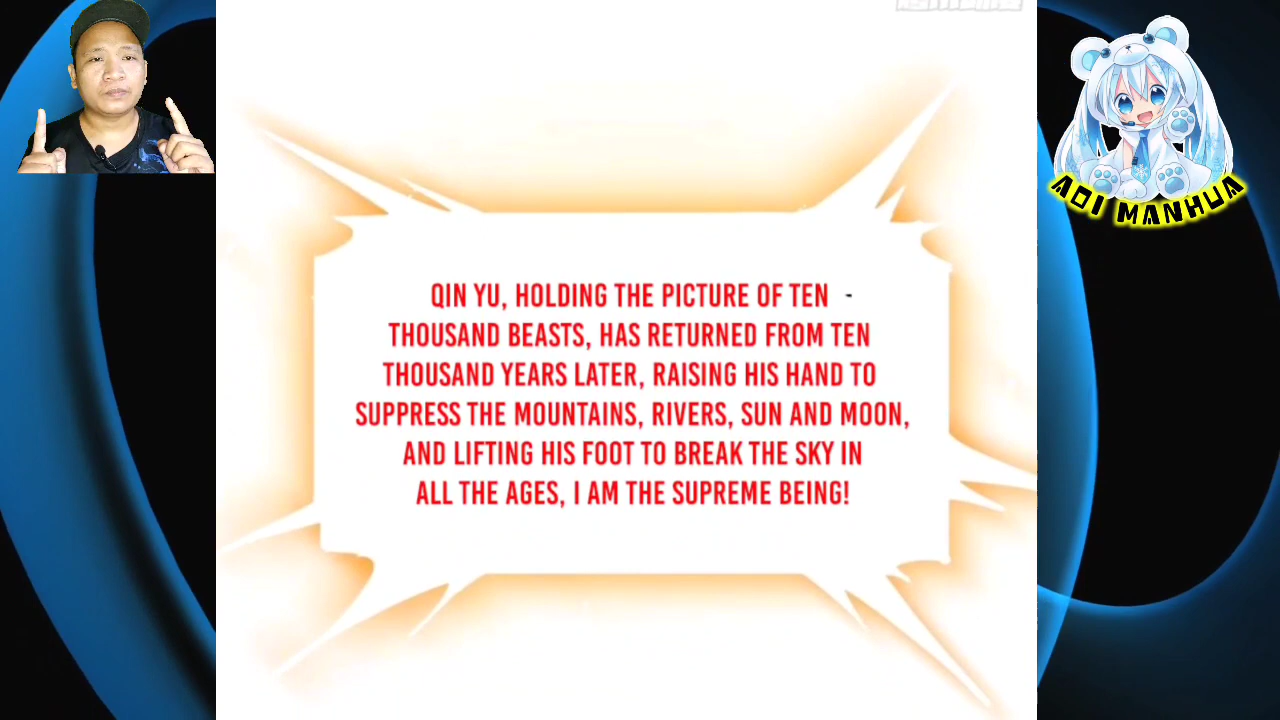 AOI MANHUA
QIN YU, HOLDING THE PICTURE OF TEN -
THOUSAND BEASTS, HAS RETURNED FROM TEN
THOUSAND YEARS LATER, RAISING HIS HAND TO
SUPPRESS THE MOUNTAINS, RIVERS, SUN AND MOON,
AND LIFTING HIS FOOT TO BREAK THE SKY IN
ALL THE AGES, I AM THE SUPREME BEING!